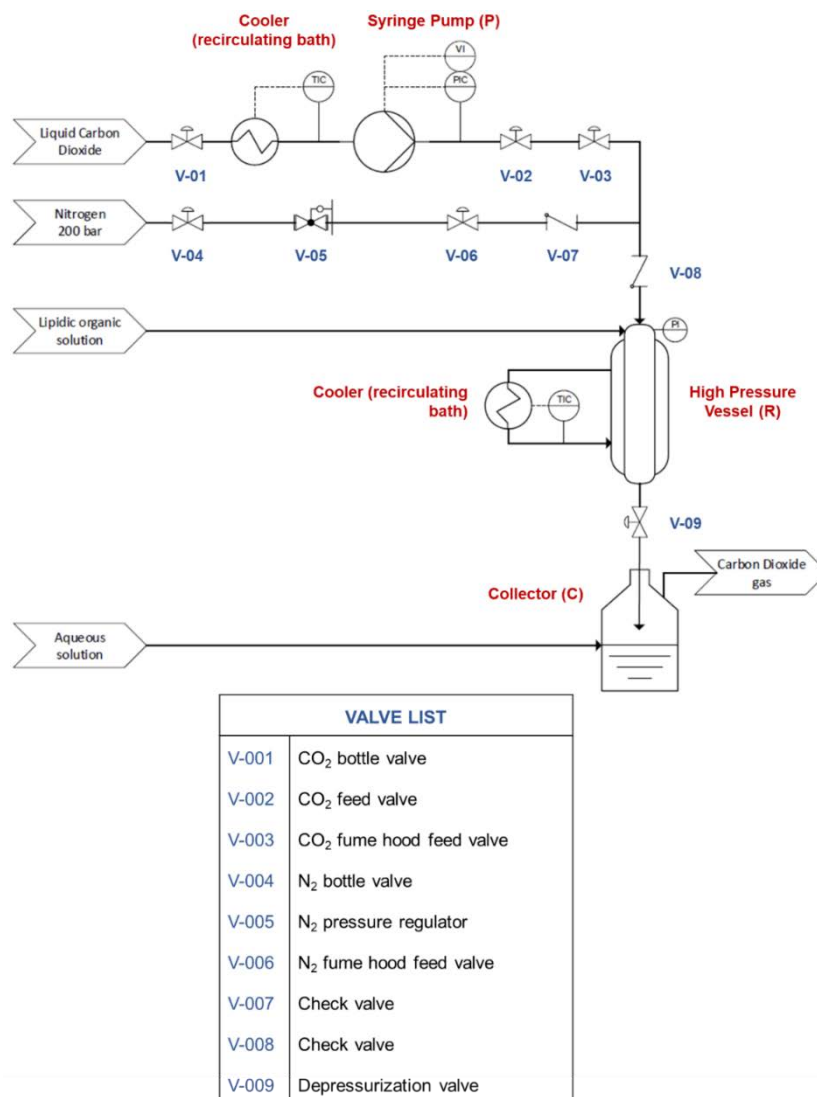 Cooler
(recirculating bath)
Syringe Pump (P)
VI
TIC
PIC
Liquid Carbon
Dioxide
V-01
V-02
V-03
Nitrogen
200 bar
V-04
V-05
V-06
V-07
V-08
Lipidic organic
solution
PI
Cooler (recirculating
bath)
TIC
High Pressure
Vessel (R)
V-09
Carbon Dioxide
gas
Collector (C)
Aqueous
solution
VALVE LIST
V-001 CO₂ bottle valve
V-002 CO₂ feed valve
V-003 CO₂ fume hood feed valve
V-004 N₂ bottle valve
V-005 N₂ pressure regulator
V-006 N₂ fume hood feed valve
V-007 Check valve
V-008 Check valve
V-009 Depressurization valve